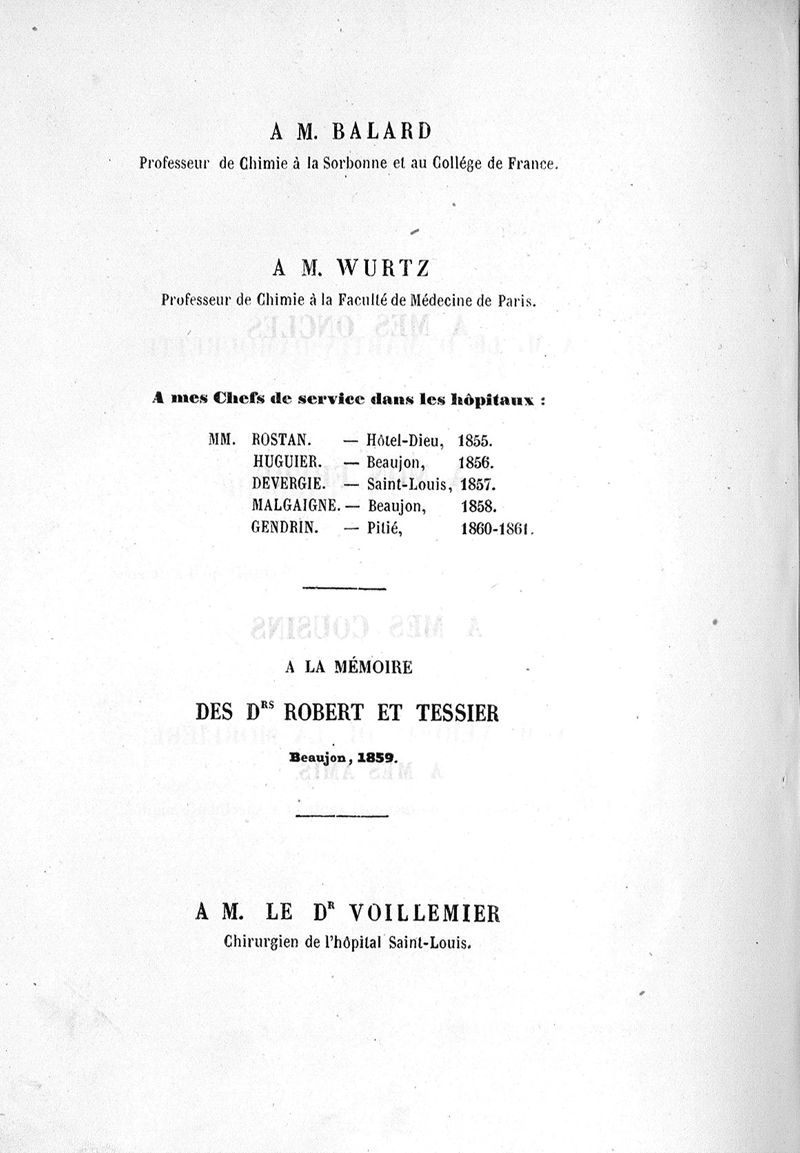 A M. BALARD
Professeur de Chimie à la Sorbonne et au Collége de France.
A M. WURTZ
Professeur de Chimie à la Faculté de Médecine de Paris.
A mes Chefs de service dans les hôpitaux :
MM. ROSTAN. — Hôtel-Dieu, 1855.
HUGUIER. — Beaujon, 1856.
DEVERGIE. — Saint-Louis, 1857.
MALGAIGNE. — Beaujon, 1858.
GENDRIN. — Pitié, 1860-1861.
A LA MÉMOIRE
DES DRS ROBERT ET TESSIER
Beaujon, 1859.
A M. LE DR VOILLEMIER
Chirurgien de l'hôpital Saint-Louis.